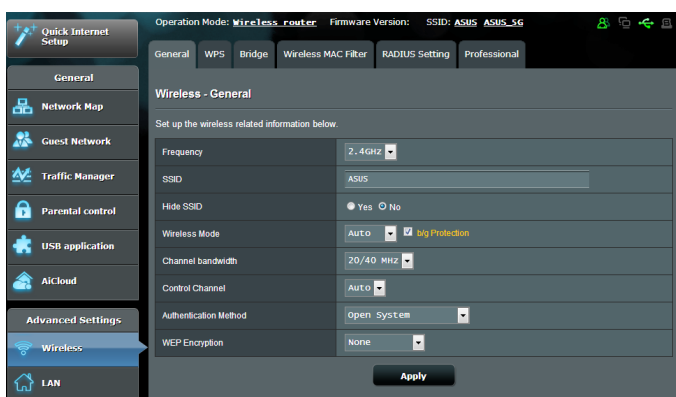 Quick Internet Setup
Operation Mode: Wireless router Firmware Version: SSID: ASUS ASUS_5G
General WPS Bridge Wireless MAC Filter RADIUS Setting Professional
General
Network Map
Guest Network
Traffic Manager
Parental control
USB application
AiCloud
Advanced Settings
Wireless
LAN
Wireless - General
Set up the wireless related information below.
Frequency 2.4GHz
SSID ASUS
Hide SSID Yes No
Wireless Mode Auto b/g Protection
Channel bandwidth 20/40 MHz
Control Channel Auto
Authentication Method Open System
WEP Encryption None
Apply